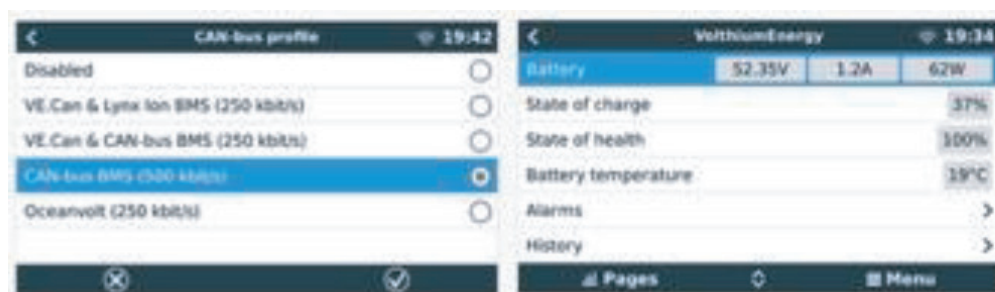 CAN-bus profile 19:42
Disabled
VE.Can & Lynx Ion BMS (250 kbit/s)
VE.Can & CAN-bus BMS (250 kbit/s)
CAN-bus BMS (500 kbit/s)
Oceanvolt (250 kbit/s)
VolthiumEnergy 19:34
Battery 52.35V 1.2A 62W
State of charge 37%
State of health 100%
Battery temperature 19°C
Alarms
History
Pages Menu